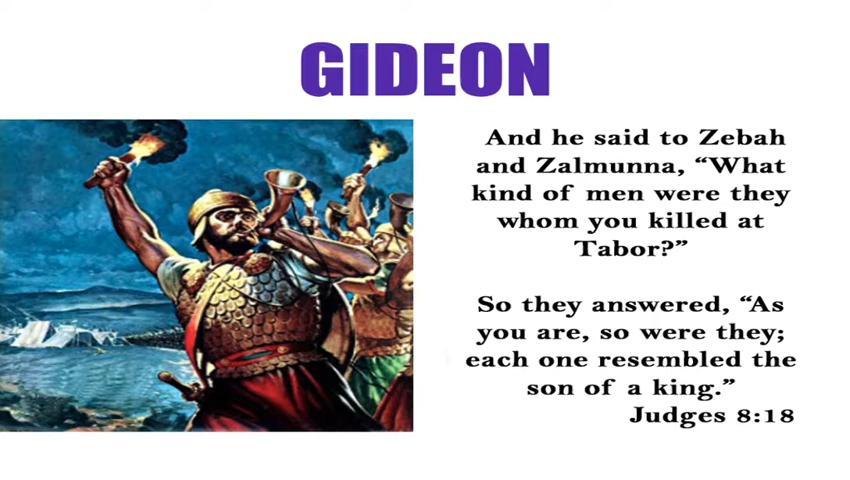 GIDEON
And he said to Zebah
and Zalmunna, “What
kind of men were they
whom you killed at
Tabor?”
So they answered, “As
you are, so were they;
each one resembled the
son of a king.”
Judges 8:18